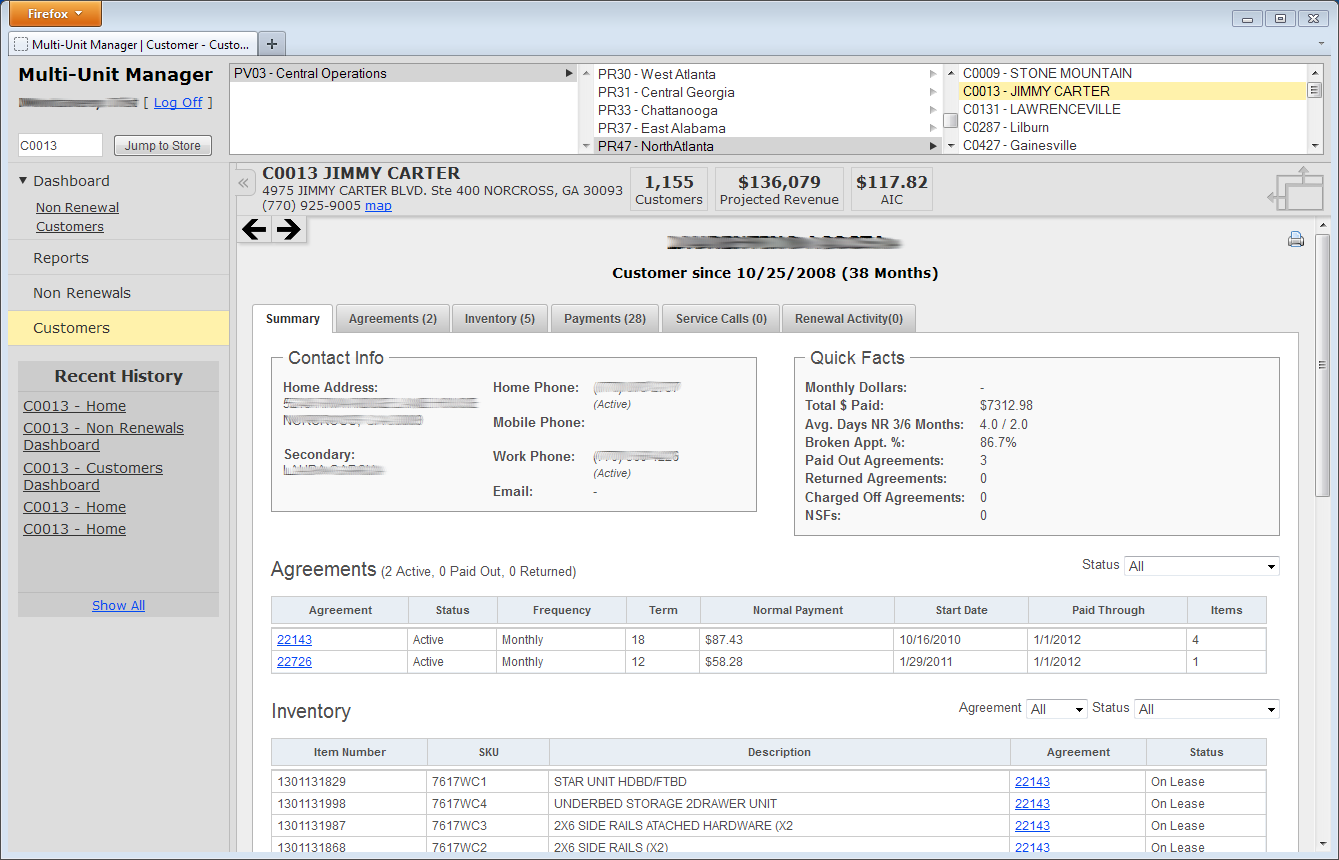 Firefox
Multi-Unit Manager | Customer - Custo...
Multi-Unit Manager
[ Log Off ]
C0013 Jump to Store
PV03 - Central Operations
PR30 - West Atlanta
PR31 - Central Georgia
PR33 - Chattanooga
PR37 - East Alabama
PR47 - NorthAtlanta
C0009 - STONE MOUNTAIN
C0013 - JIMMY CARTER
C0131 - LAWRENCEVILLE
C0287 - Lilburn
C0427 - Gainesville
Dashboard
Non Renewal
Customers
Reports
Non Renewals
Customers
Recent History
C0013 - Home
C0013 - Non Renewals
Dashboard
C0013 - Customers
Dashboard
C0013 - Home
C0013 - Home
Show All
C0013 JIMMY CARTER
4975 JIMMY CARTER BLVD. Ste 400 NORCROSS, GA 30093
(770) 925-9005 map
1,155
Customers
$136,079
Projected Revenue
$117.82
AIC
Customer since 10/25/2008 (38 Months)
Summary Agreements (2) Inventory (5) Payments (28) Service Calls (0) Renewal Activity(0)
Contact Info
Home Address:
Secondary:
Home Phone:
(Active)
Mobile Phone:
Work Phone:
(Active)
Email: -
Quick Facts
Monthly Dollars: -
Total $ Paid: $7312.98
Avg. Days NR 3/6 Months: 4.0 / 2.0
Broken Appt. %: 86.7%
Paid Out Agreements: 3
Returned Agreements: 0
Charged Off Agreements: 0
NSFs: 0
Agreements (2 Active, 0 Paid Out, 0 Returned)
Status All
Agreement Status Frequency Term Normal Payment Start Date Paid Through Items
22143 Active Monthly 18 $87.43 10/16/2010 1/1/2012 4
22726 Active Monthly 12 $58.28 1/29/2011 1/1/2012 1
Inventory
Agreement All Status All
Item Number SKU Description Agreement Status
1301131829 7617WC1 STAR UNIT HDBD/FTBD 22143 On Lease
1301131998 7617WC4 UNDERBED STORAGE 2DRAWER UNIT 22143 On Lease
1301131987 7617WC3 2X6 SIDE RAILS ATACHED HARDWARE (X2 22143 On Lease
1301131868 7617WC2 2X6 SIDE RAILS (X2) 22143 On Lease